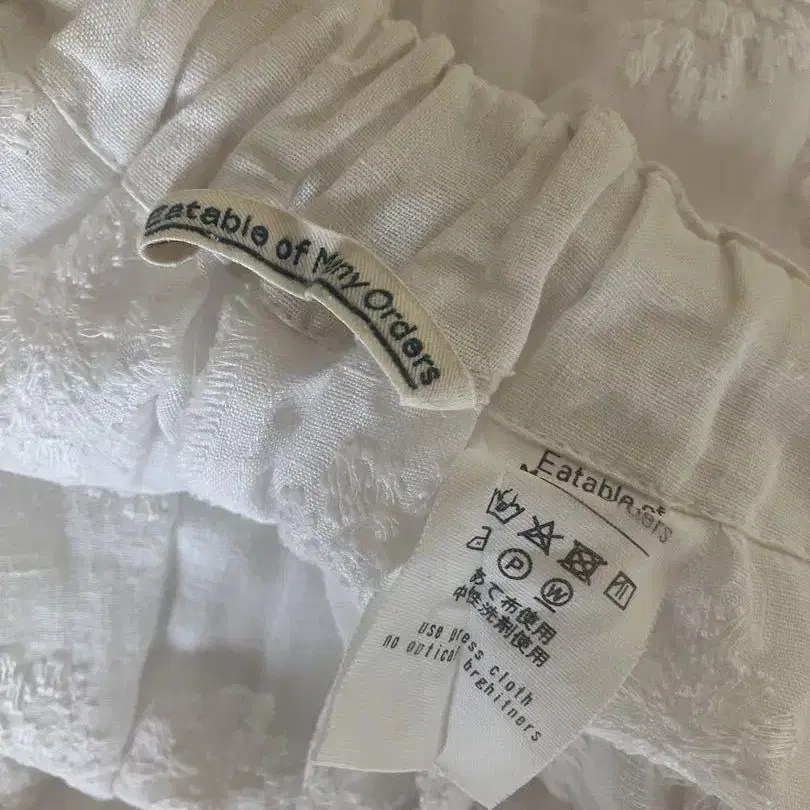 Eatable of Many Orders
Eatable of
P
W
あて布使用
中性洗剤使用
use press cloth
no optical brghitners